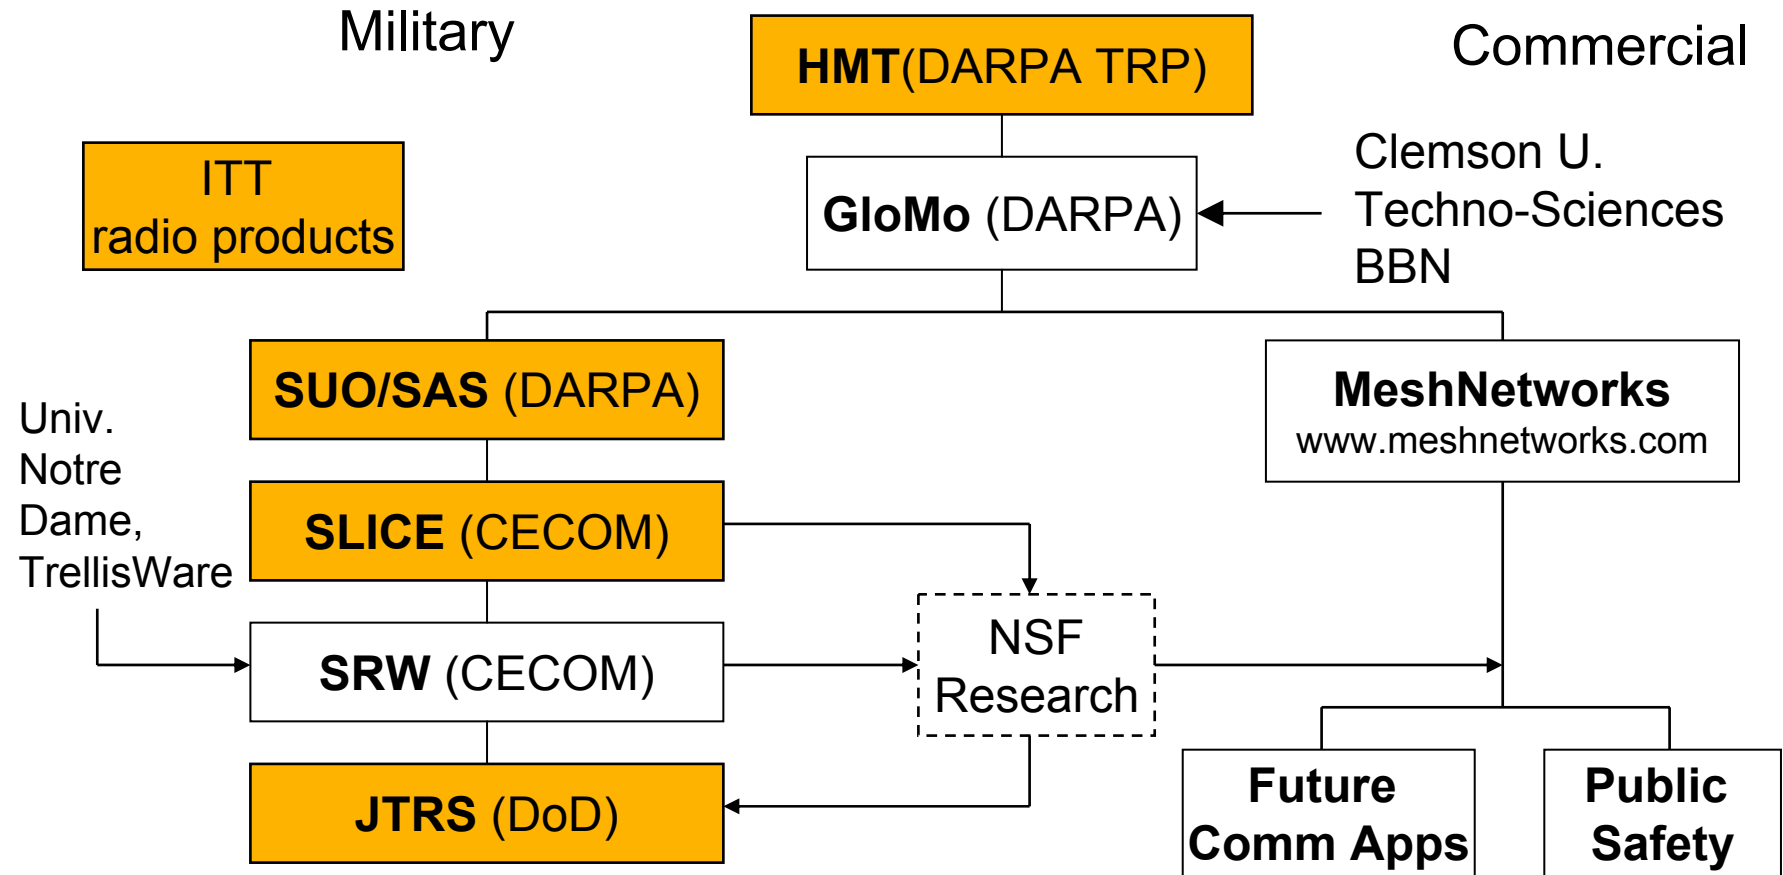 Military
HMT(DARPA TRP)
Commercial
ITT
radio products
GloMo (DARPA)
Clemson U.
Techno-Sciences
BBN
SUO/SAS (DARPA)
MeshNetworks
www.meshnetworks.com
Univ.
Notre
Dame,
TrellisWare
SLICE (CECOM)
SRW (CECOM)
NSF
Research
JTRS (DoD)
Future
Comm Apps
Public
Safety